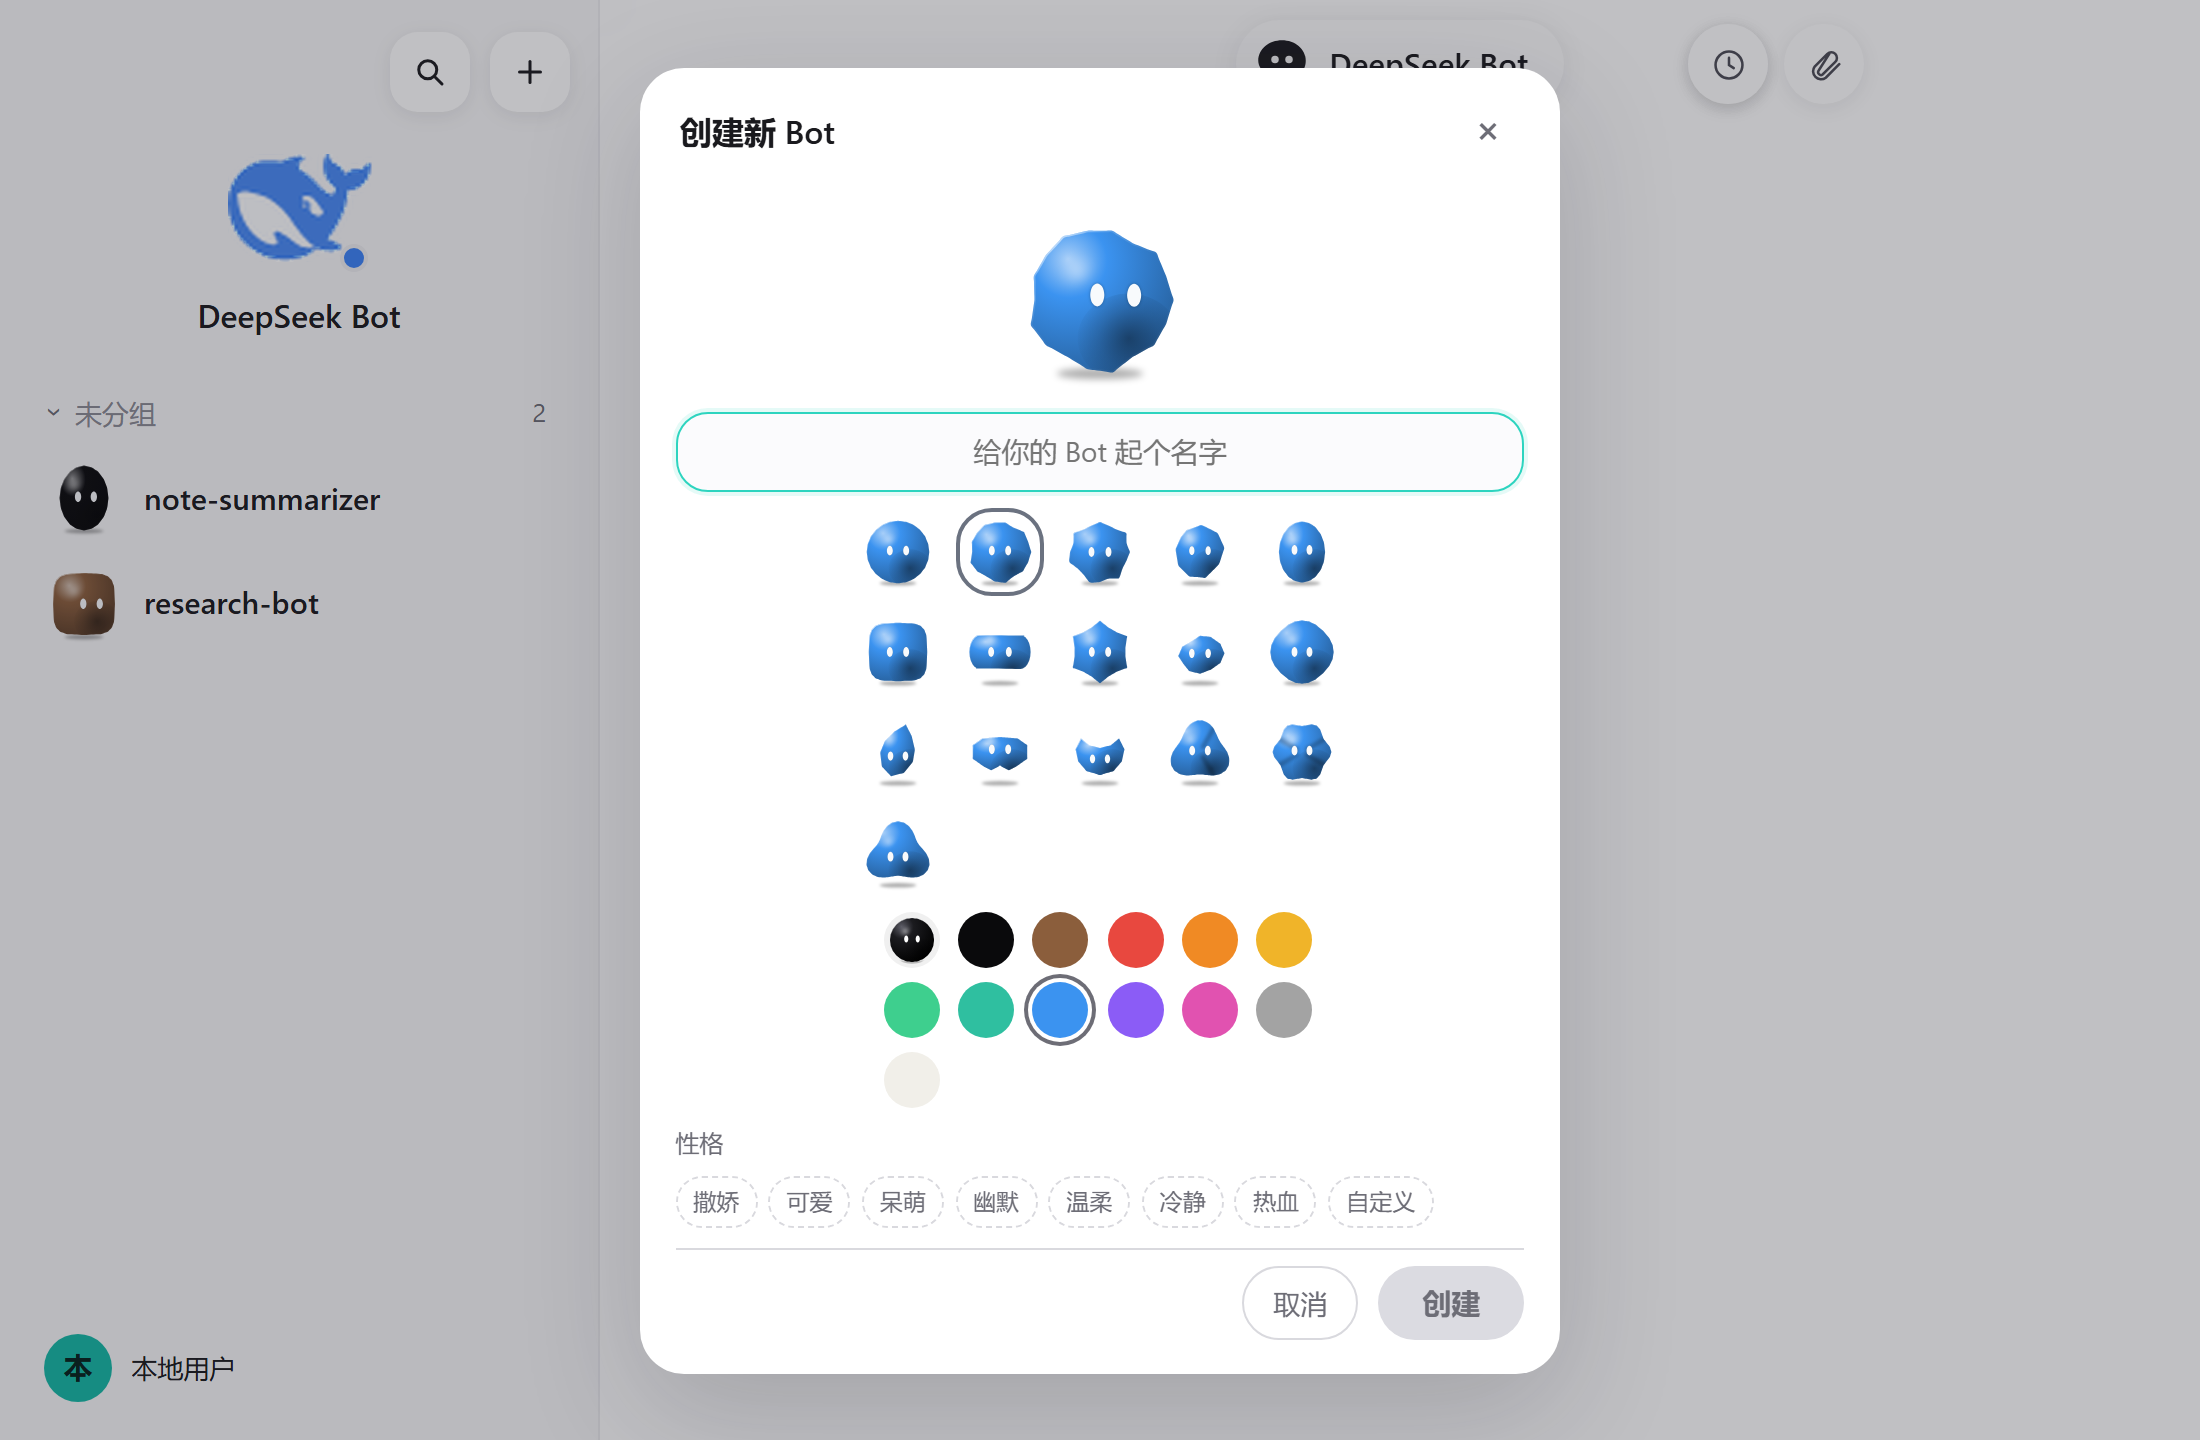 DeepSeek Bot
未分组
2
note-summarizer
research-bot
本
本地用户
DeepSeek Bot
创建新 Bot
给你的 Bot 起个名字
性格
撒娇
可爱
呆萌
幽默
温柔
冷静
热血
自定义
取消
创建